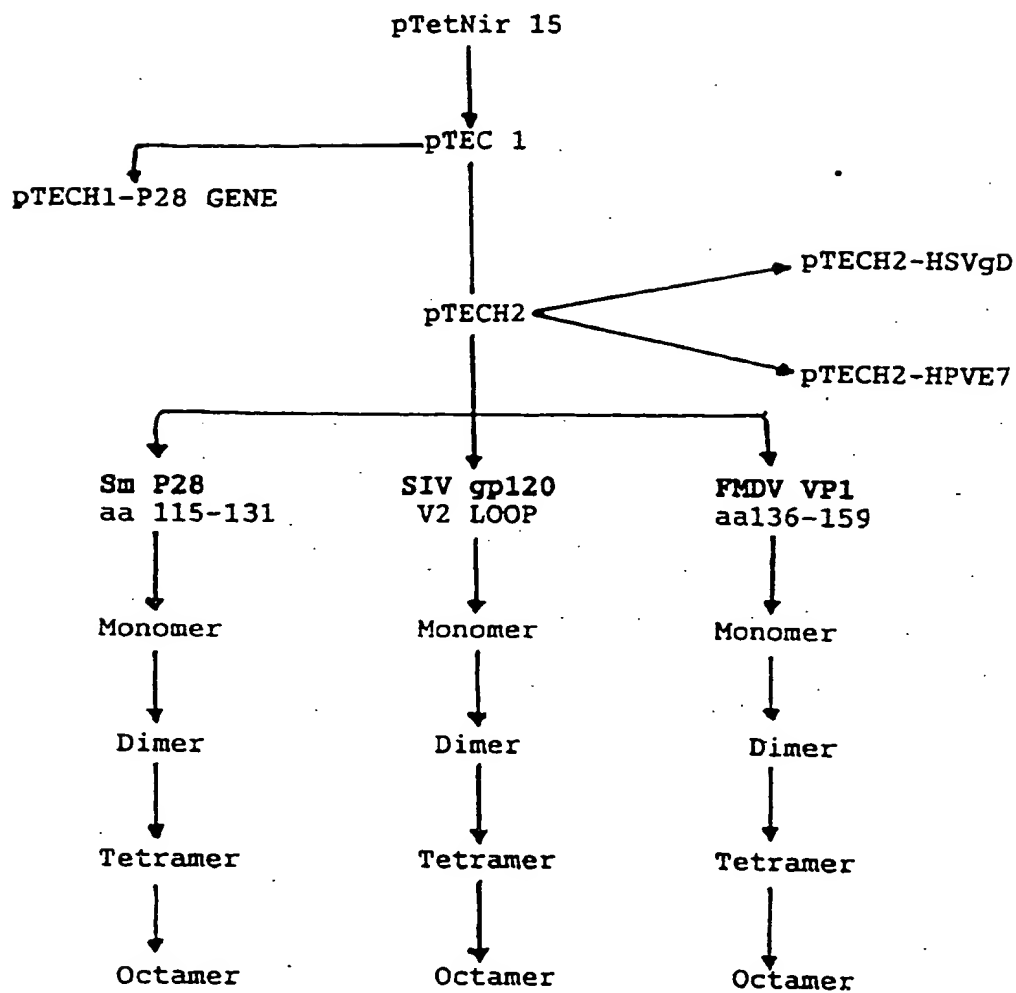 pTetNir 15
pTEC 1
pTECH1-P28 GENE
pTECH2-HSVgD
pTECH2
pTECH2-HPVE7
Sm P28
aa 115-131
SIV gp120
V2 LOOP
FMDV VP1
aa136-159
Monomer
Monomer
Monomer
Dimer
Dimer
Dimer
Tetramer
Tetramer
Tetramer
Octamer
Octamer
Octamer